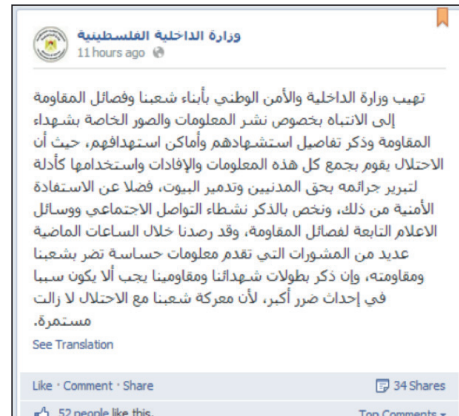 وزارة الداخلية الفلسطينية
11 hours ago
تهيب وزارة الداخلية والأمن الوطني بأبناء شعبنا وفصائل المقاومة
إلى الانتباه بخصوص نشر المعلومات والصور الخاصة بشهداء
المقاومة وذكر تفاصيل استشهادهم وأماكن استهدافهم، حيث أن
الاحتلال يقوم بجمع كل هذه المعلومات والإفادات واستخدامها كأدلة
لتبرير جرائمه بحق المدنيين وتدمير البيوت، فضلا عن الاستفادة
الأمنية من ذلك، ونخص بالذكر نشطاء التواصل الاجتماعي ووسائل
الاعلام التابعة لفصائل المقاومة، وقد رصدنا خلال الساعات الماضية
عديد من المشورات التي تقدم معلومات حساسة تضر بشعبنا
ومقاومته، وإن ذكر بطولات شهدائنا ومقاومينا يجب ألا يكون سببا
في إحداث ضرر أكبر، لأن معركة شعبنا مع الاحتلال لا زالت
مستمرة.
See Translation
Like · Comment · Share 34 Shares
52 people like this. Top Comments